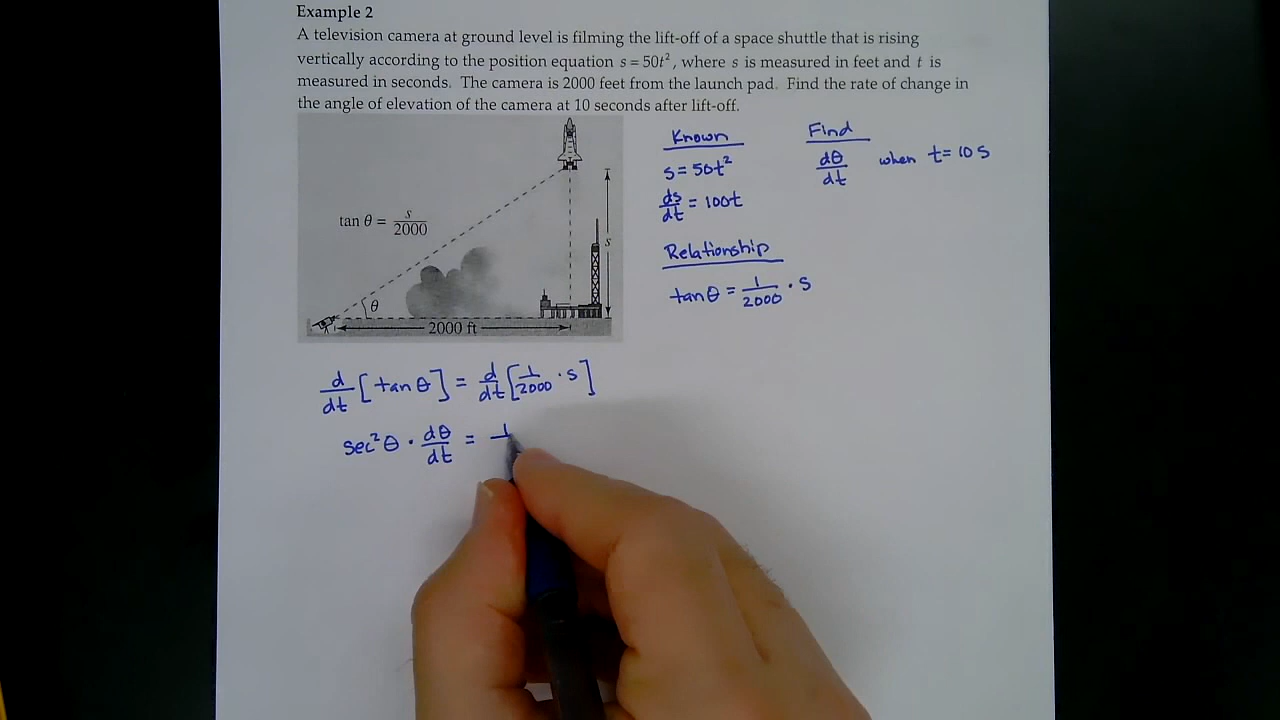 Example 2
A television camera at ground level is filming the lift-off of a space shuttle that is rising
vertically according to the position equation s = 50t², where s is measured in feet and t is
measured in seconds. The camera is 2000 feet from the launch pad. Find the rate of change in
the angle of elevation of the camera at 10 seconds after lift-off.
tan θ = s/2000
s
θ
2000 ft
Known
s = 50t²
ds/dt = 100t
Find
dθ/dt when t = 10 s
Relationship
tan θ = 1/2000 · s
d/dt [tan θ] = d/dt [1/2000 · s]
sec² θ · dθ/dt = 1